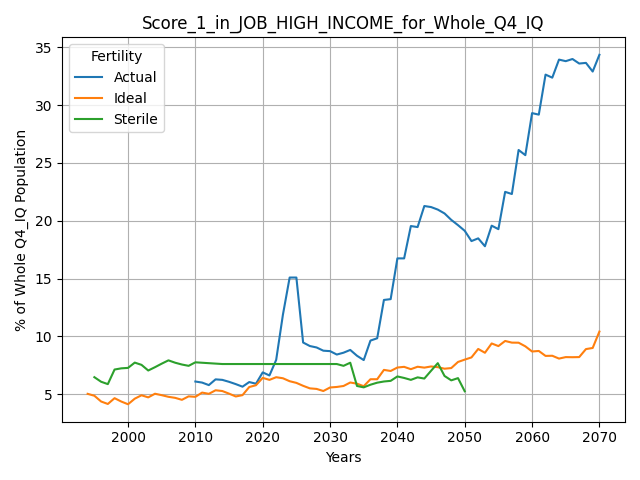 Score_1_in_JOB_HIGH_INCOME_for_Whole_Q4_IQ
Fertility
Actual
Ideal
Sterile
% of Whole Q4_IQ Population
35
30
25
20
15
10
5
2000 2010 2020 2030 2040 2050 2060 2070
Years